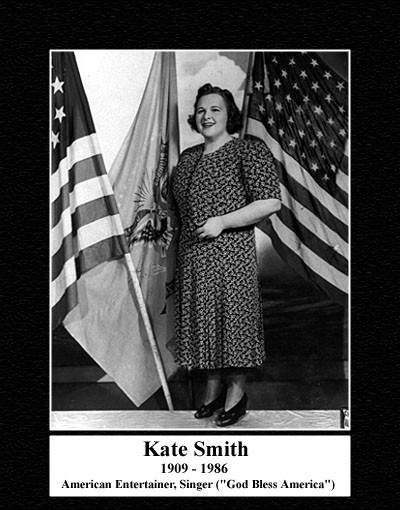 Kate Smith
1909 - 1986
American Entertainer, Singer ("God Bless America")